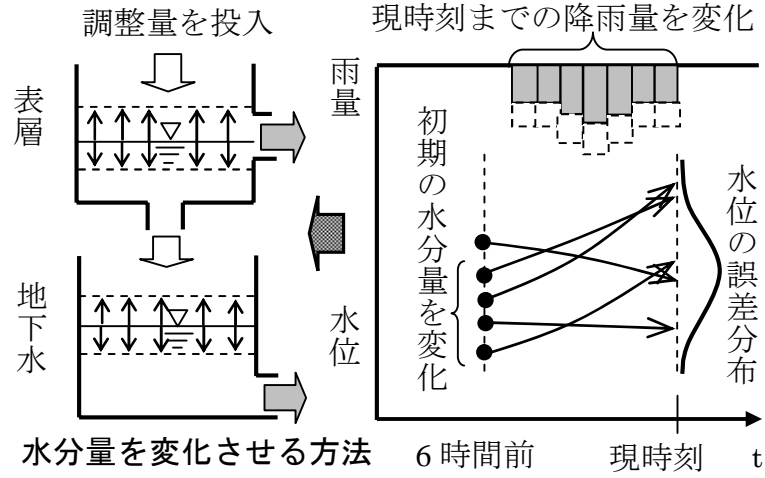 調整量を投入
現時刻までの降雨量を変化
表層
雨量
初期の水分量を変化
水位の誤差分布
地下水
水位
水分量を変化させる方法
6 時間前
現時刻
t